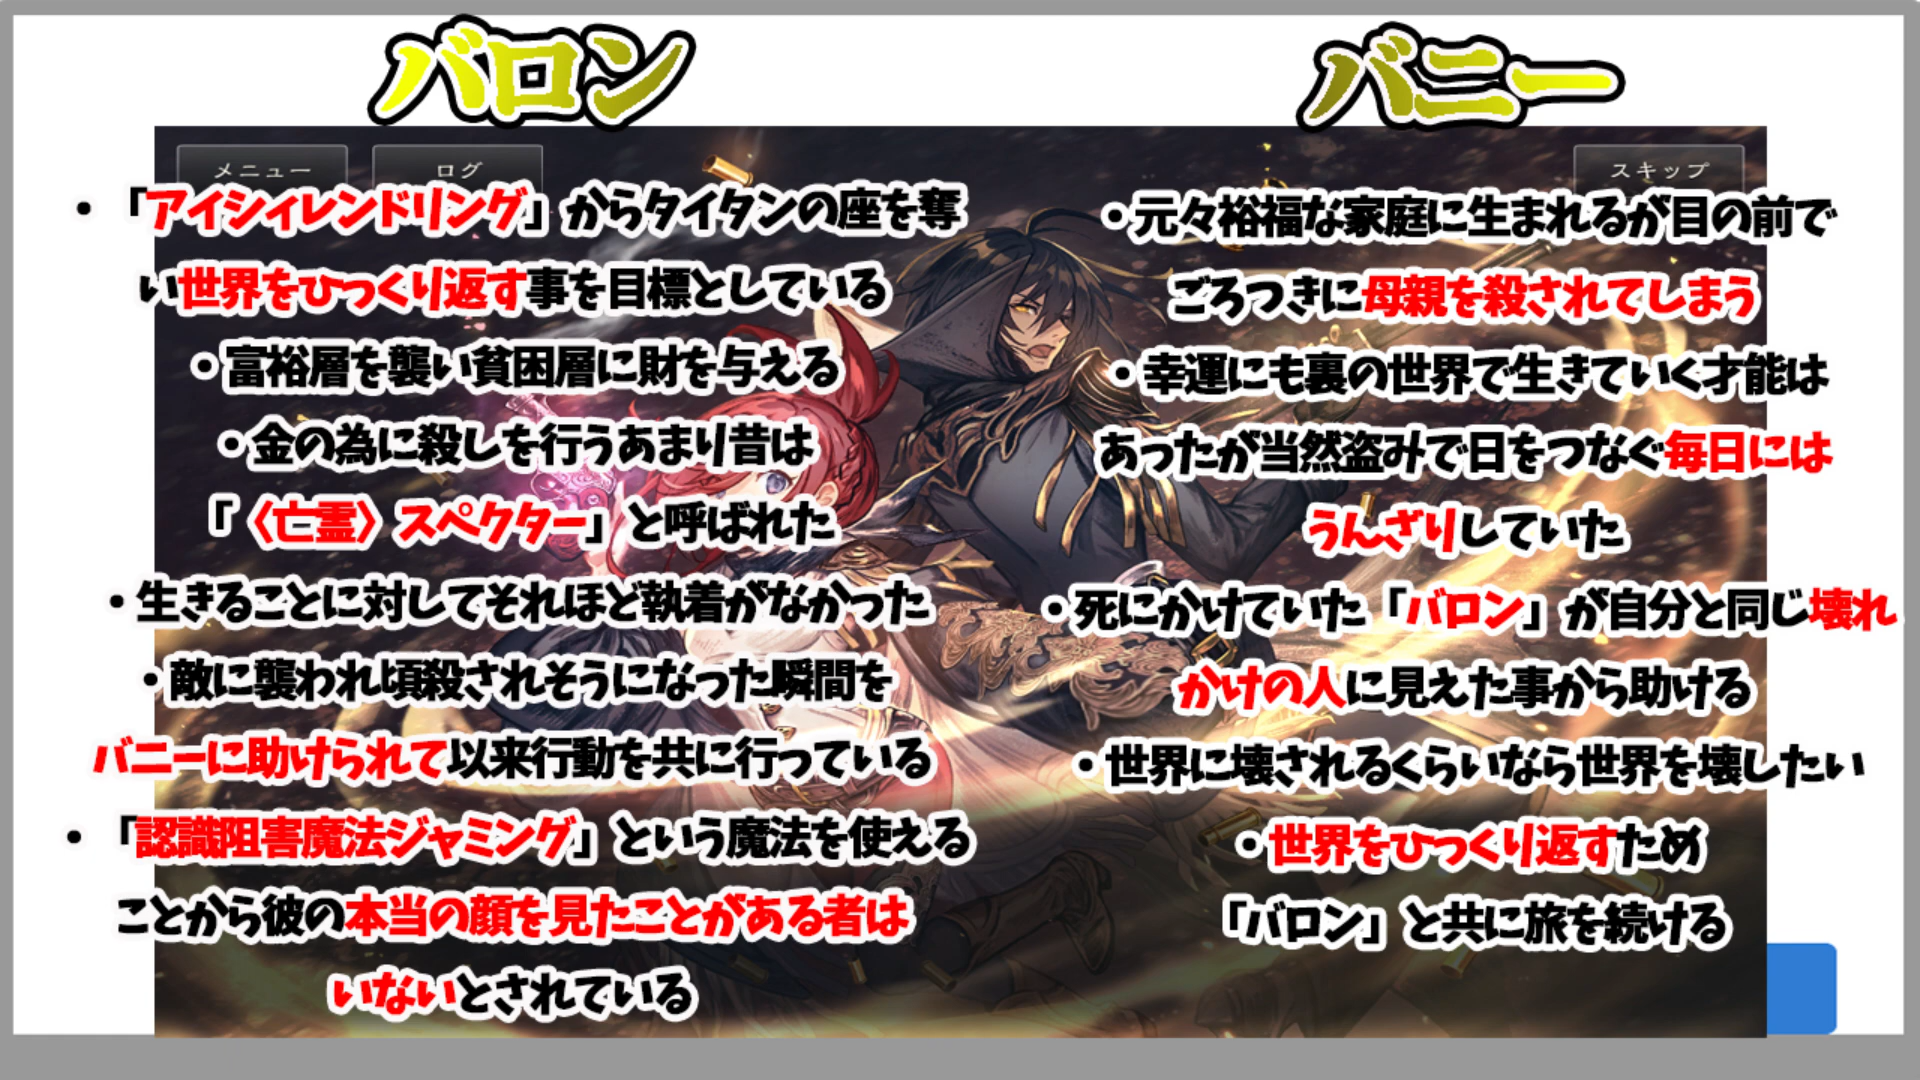 バロン
バニー
メニュー
ログ
スキップ
・「アイシィレンドリング」からタイタンの座を奪
い世界をひっくり返す事を目標としている
・富裕層を襲い貧困層に財を与える
・金の為に殺しを行うあまり昔は
「〈亡霊〉スペクター」と呼ばれた
・生きることに対してそれほど執着がなかった
・敵に襲われ頃殺されそうになった瞬間を
バニーに助けられて以来行動を共に行っている
・「認識阻害魔法ジャミング」という魔法を使える
ことから彼の本当の顔を見たことがある者は
いないとされている
・元々裕福な家庭に生まれるが目の前で
ごろつきに母親を殺されてしまう
・幸運にも裏の世界で生きていく才能は
あったが当然盗みで日をつなぐ毎日には
うんざりしていた
・死にかけていた「バロン」が自分と同じ壊れ
かけの人に見えた事から助ける
・世界に壊されるくらいなら世界を壊したい
・世界をひっくり返すため
「バロン」と共に旅を続ける